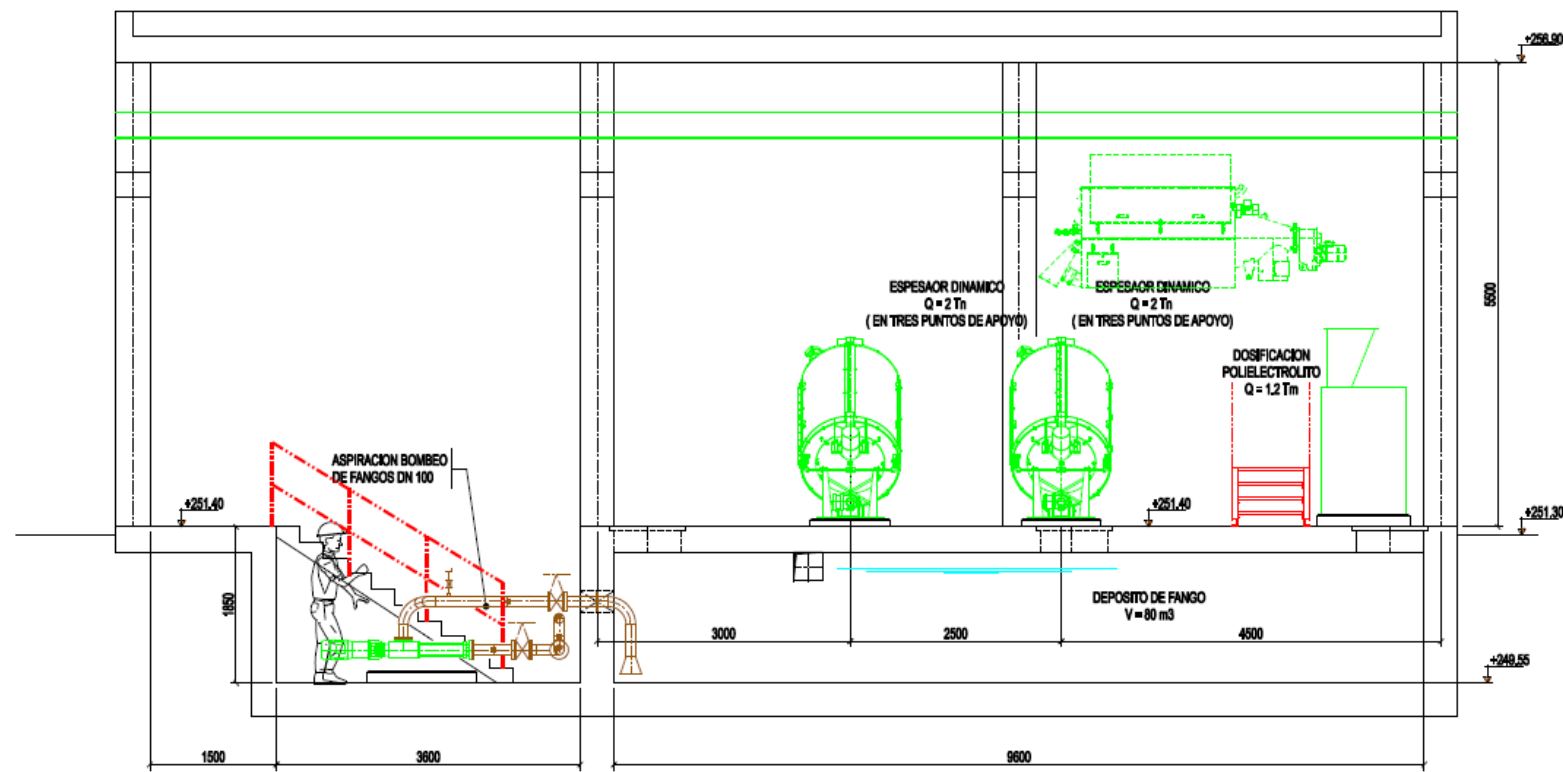 +256.90
ESPESAOR DINAMICO
Q = 2 Tn
( EN TRES PUNTOS DE APOYO)
ESPESAOR DINAMICO
Q = 2 Tn
( EN TRES PUNTOS DE APOYO)
5500
DOSIFICACION
POLIELECTROLITO
Q = 1.2 Tm
ASPIRACION BOMBEO
DE FANGOS DN 100
+251.40
+251.40
+251.30
1850
DEPOSITO DE FANGO
V = 80 m3
3000
2500
4500
+249.55
1500
3600
9600